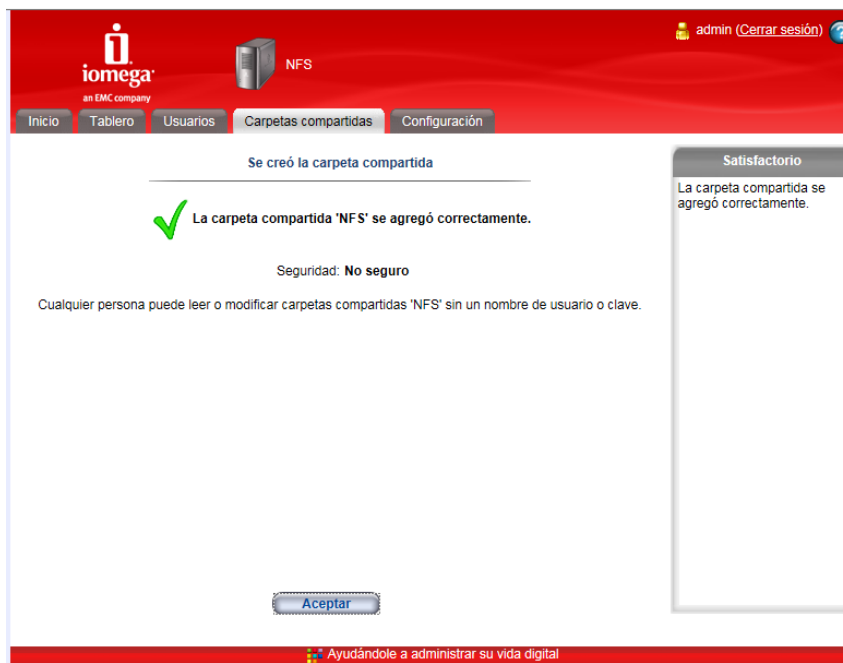 admin (Cerrar sesión)
iomega
an EMC company
NFS
Inicio Tablero Usuarios Carpetas compartidas Configuración
Se creó la carpeta compartida
La carpeta compartida 'NFS' se agregó correctamente.
Seguridad: No seguro
Cualquier persona puede leer o modificar carpetas compartidas 'NFS' sin un nombre de usuario o clave.
Satisfactorio
La carpeta compartida se
agregó correctamente.
Aceptar
Ayudándole a administrar su vida digital